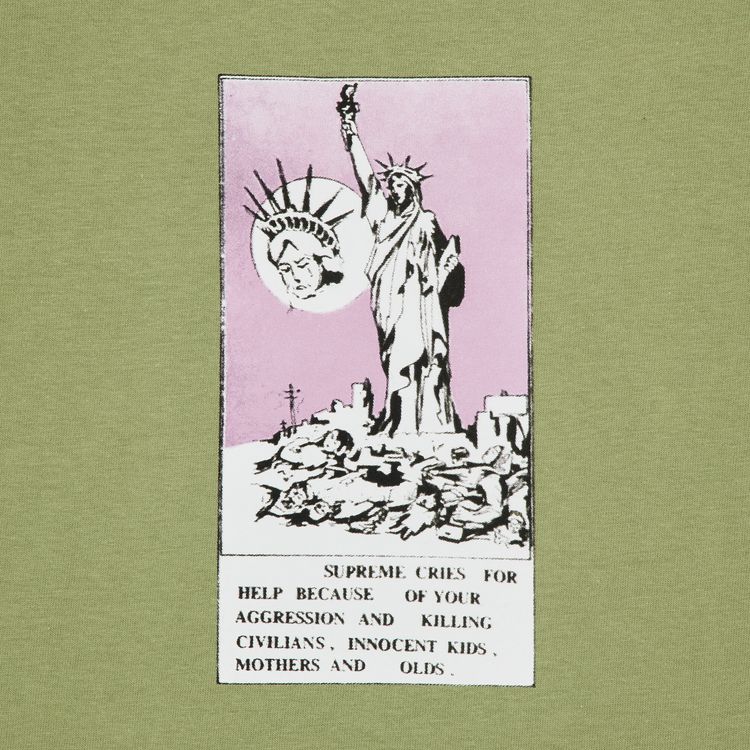 SUPREME CRIES FOR
HELP BECAUSE OF YOUR
AGGRESSION AND KILLING
CIVILIANS, INNOCENT KIDS,
MOTHERS AND OLDS.